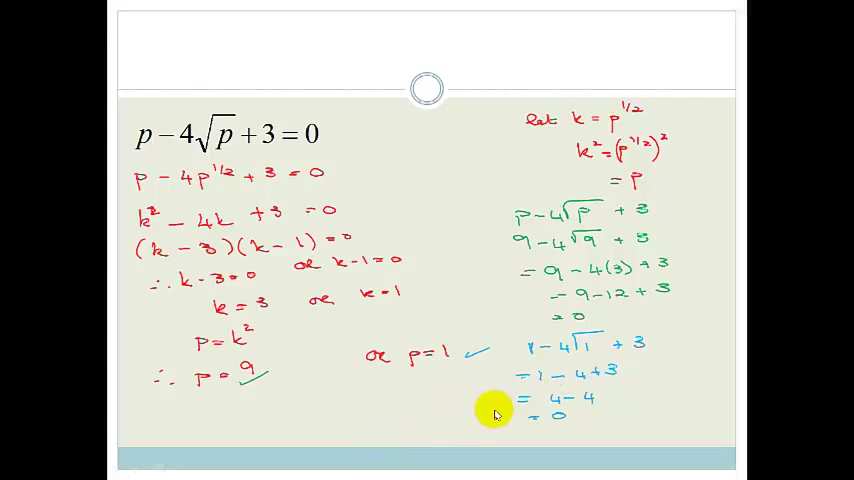 p − 4√p + 3 = 0
p − 4p^1/2 + 3 = 0
k² − 4k + 3 = 0
(k − 3)(k − 1) = 0
∴ k − 3 = 0 or k − 1 = 0
k = 3 or k = 1
p = k²
∴ p = 9 ✓ or p = 1 ✓
let k = p^1/2
k² = (p^1/2)²
= p
p − 4√p + 3
9 − 4√9 + 3
= 9 − 4(3) + 3
= 9 − 12 + 3
= 0
1 − 4√1 + 3
= 1 − 4 + 3
= 4 − 4
= 0